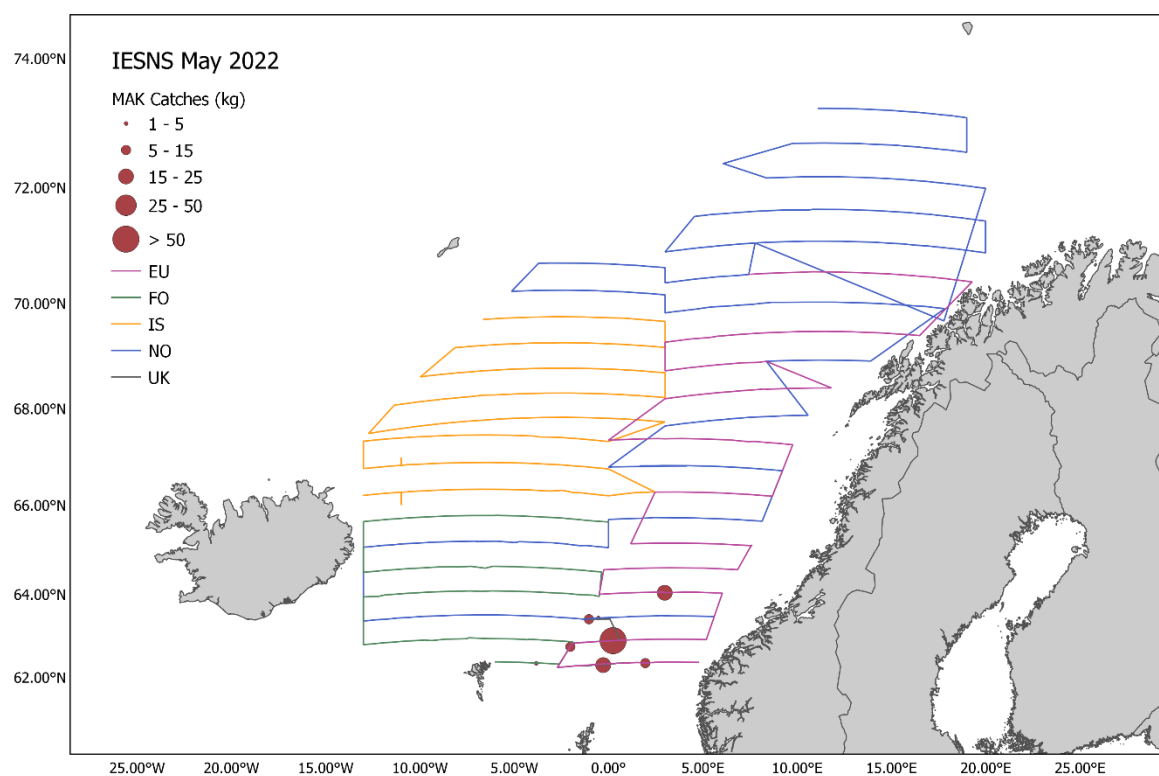 IESNS May 2022
MAK Catches (kg)
1 - 5
5 - 15
15 - 25
25 - 50
> 50
EU
FO
IS
NO
UK
74.00°N
72.00°N
70.00°N
68.00°N
66.00°N
64.00°N
62.00°N
25.00°W 20.00°W 15.00°W 10.00°W 5.00°W 0.00° 5.00°E 10.00°E 15.00°E 20.00°E 25.00°E